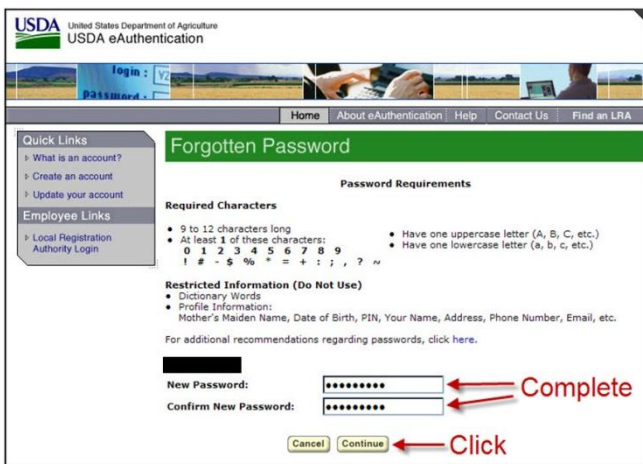 USDA United States Department of Agriculture
USDA eAuthentication
login :
password :
Home About eAuthentication Help Contact Us Find an LRA
Quick Links
What is an account?
Create an account
Update your account
Employee Links
Local Registration
Authority Login
Forgotten Password
Password Requirements
Required Characters
• 9 to 12 characters long
• At least 1 of these characters:
0 1 2 3 4 5 6 7 8 9
! # - $ % * = + : ; , ? ~
• Have one uppercase letter (A, B, C, etc.)
• Have one lowercase letter (a, b, c, etc.)
Restricted Information (Do Not Use)
• Dictionary Words
• Profile Information:
Mother's Maiden Name, Date of Birth, PIN, Your Name, Address, Phone Number, Email, etc.
For additional recommendations regarding passwords, click here.
New Password: •••••••••
Confirm New Password: •••••••••
Complete
Cancel Continue Click